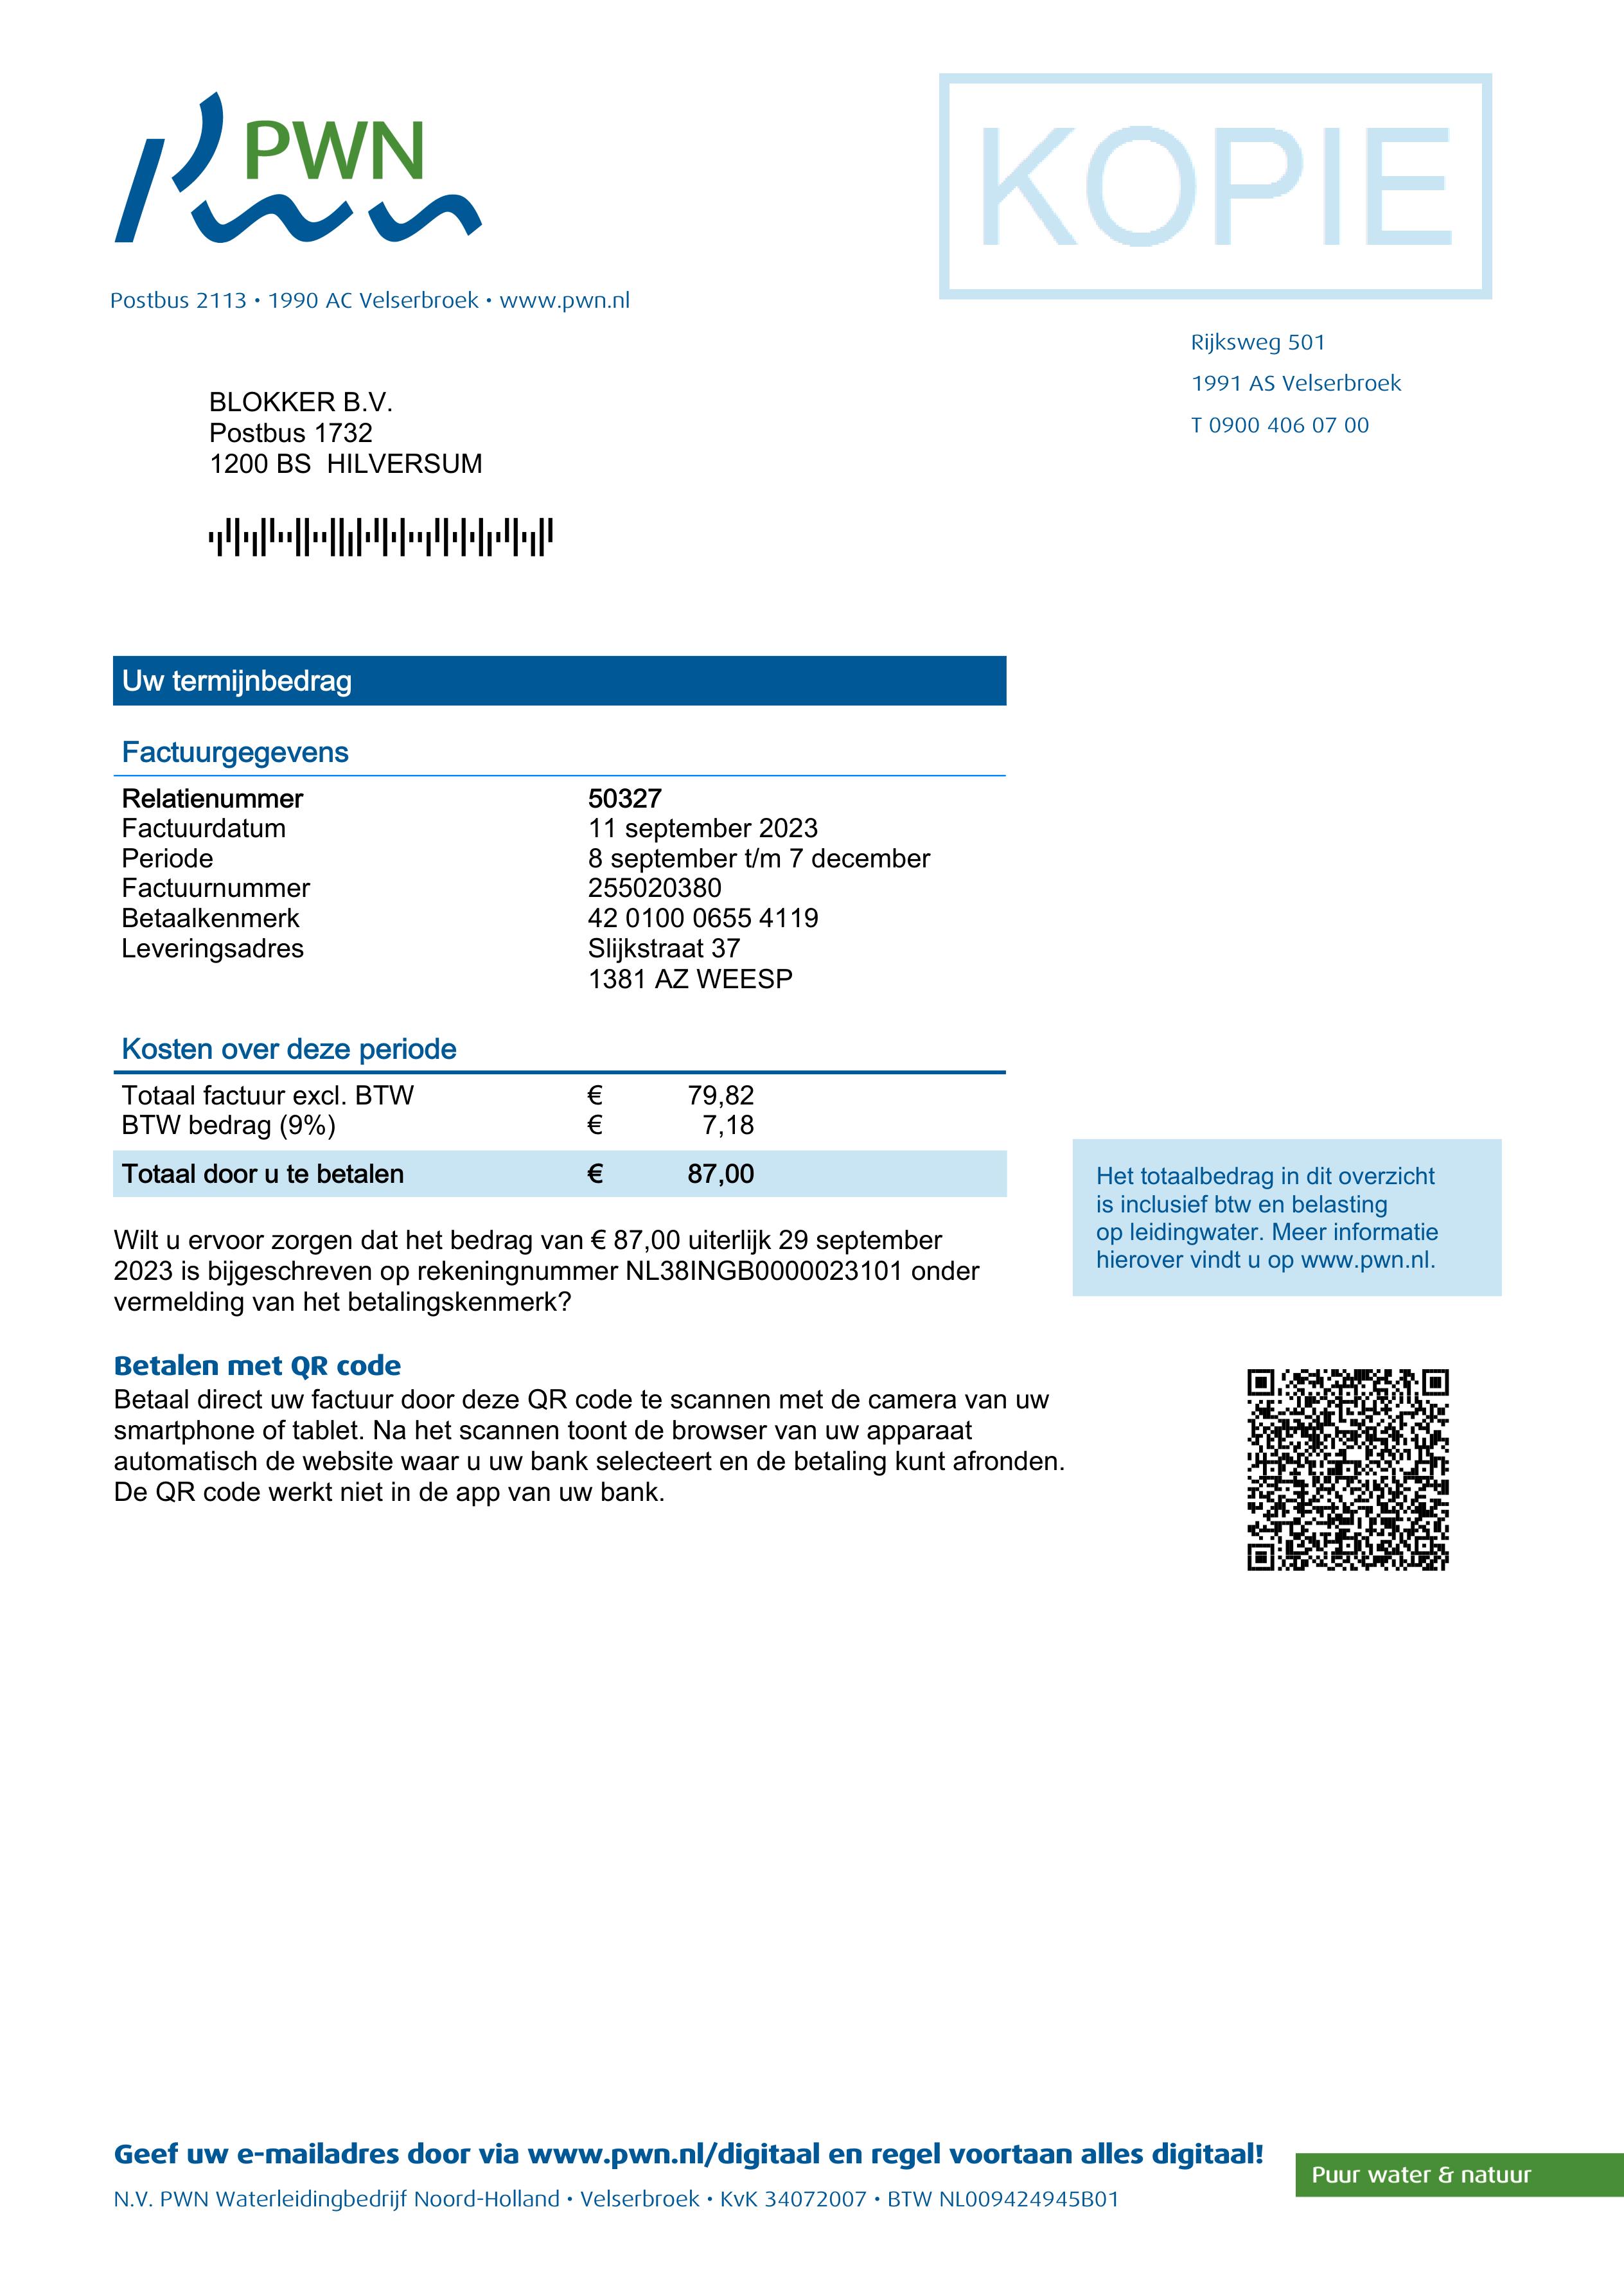 PWN
KOPIE
Postbus 2113 • 1990 AC Velserbroek • www.pwn.nl
Rijksweg 501
1991 AS Velserbroek
T 0900 406 07 00
BLOKKER B.V.
Postbus 1732
1200 BS  HILVERSUM
Uw termijnbedrag
Factuurgegevens
Relatienummer 50327
Factuurdatum 11 september 2023
Periode 8 september t/m 7 december
Factuurnummer 255020380
Betaalkenmerk 42 0100 0655 4119
Leveringsadres Slijkstraat 37
1381 AZ WEESP
Kosten over deze periode
Totaal factuur excl. BTW € 79,82
BTW bedrag (9%) € 7,18
Totaal door u te betalen € 87,00
Het totaalbedrag in dit overzicht
is inclusief btw en belasting
op leidingwater. Meer informatie
hierover vindt u op www.pwn.nl.
Wilt u ervoor zorgen dat het bedrag van € 87,00 uiterlijk 29 september
2023 is bijgeschreven op rekeningnummer NL38INGB0000023101 onder
vermelding van het betalingskenmerk?
Betalen met QR code
Betaal direct uw factuur door deze QR code te scannen met de camera van uw
smartphone of tablet. Na het scannen toont de browser van uw apparaat
automatisch de website waar u uw bank selecteert en de betaling kunt afronden.
De QR code werkt niet in de app van uw bank.
Geef uw e-mailadres door via www.pwn.nl/digitaal en regel voortaan alles digitaal!
Puur water & natuur
N.V. PWN Waterleidingbedrijf Noord-Holland • Velserbroek • KvK 34072007 • BTW NL009424945B01